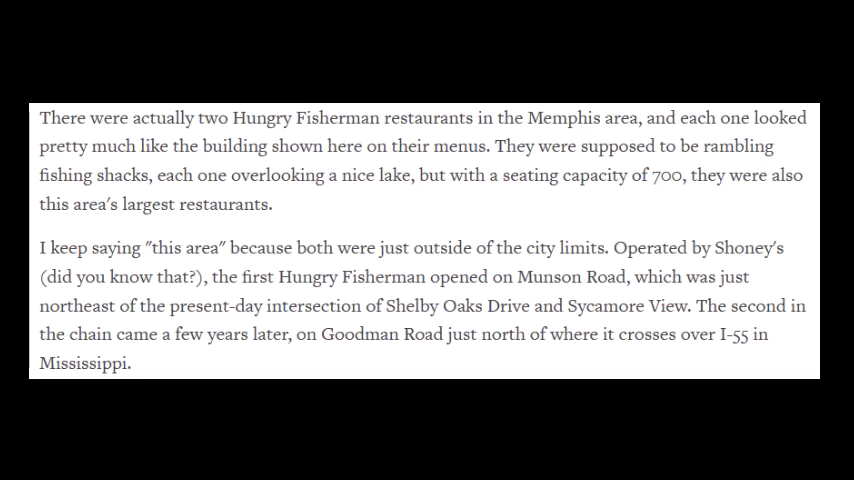 There were actually two Hungry Fisherman restaurants in the Memphis area, and each one looked
pretty much like the building shown here on their menus. They were supposed to be rambling
fishing shacks, each one overlooking a nice lake, but with a seating capacity of 700, they were also
this area's largest restaurants.
I keep saying "this area" because both were just outside of the city limits. Operated by Shoney's
(did you know that?), the first Hungry Fisherman opened on Munson Road, which was just
northeast of the present-day intersection of Shelby Oaks Drive and Sycamore View. The second in
the chain came a few years later, on Goodman Road just north of where it crosses over I-55 in
Mississippi.